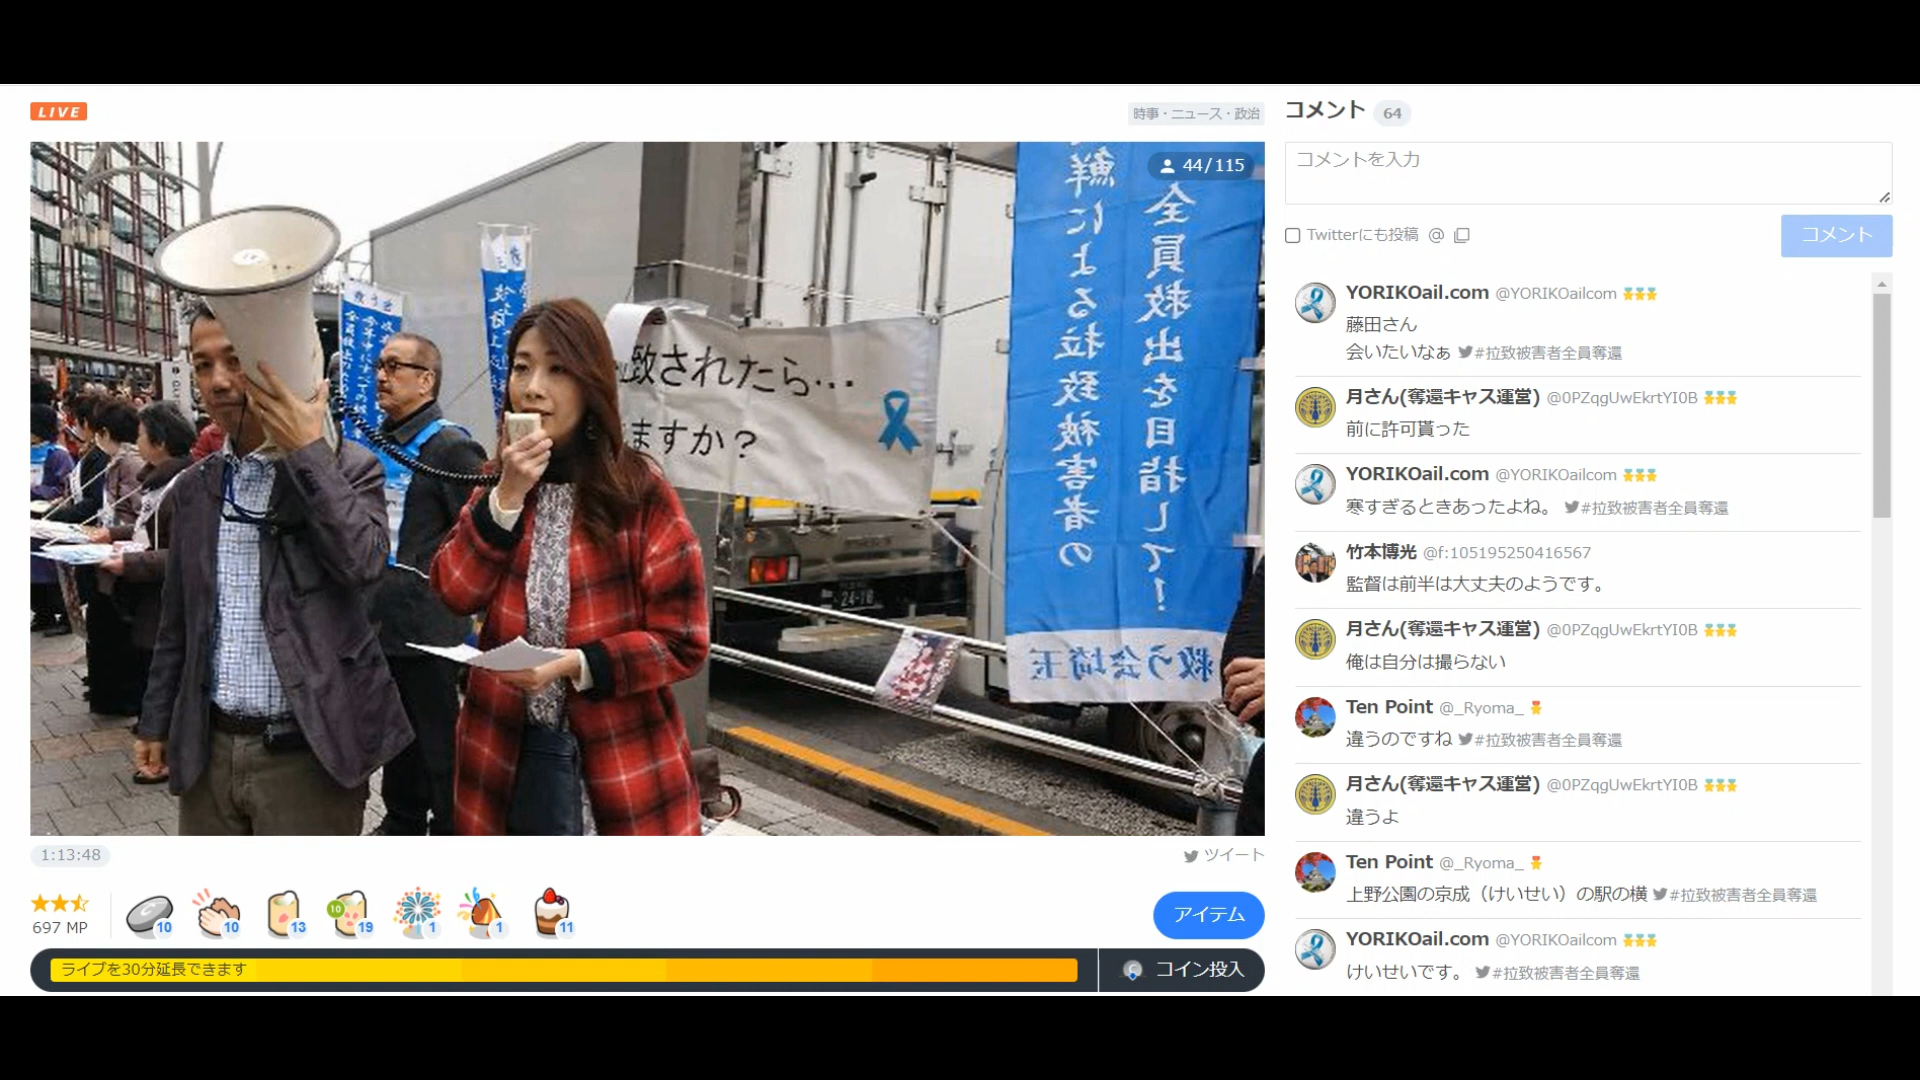 LIVE
時事・ニュース・政治
44/115
鮮による拉致被害者の
全員救出を目指して!
救う会埼玉
致されたら…
ますか?
救う会
24-16
1:13:48
ツイート
697 MP
10
10
13
10
19
1
1
11
アイテム
ライブを30分延長できます
コイン投入
コメント 64
コメントを入力
Twitterにも投稿 @
コメント
YORIKOail.com @YORIKOailcom
藤田さん
会いたいなぁ #拉致被害者全員奪還
月さん(奪還キャス運営) @0PZqgUwEkrtYI0B
前に許可貰った
YORIKOail.com @YORIKOailcom
寒すぎるときあったよね。 #拉致被害者全員奪還
竹本博光 @f:105195250416567
監督は前半は大丈夫のようです。
月さん(奪還キャス運営) @0PZqgUwEkrtYI0B
俺は自分は撮らない
Ten Point @_Ryoma_
違うのですね #拉致被害者全員奪還
月さん(奪還キャス運営) @0PZqgUwEkrtYI0B
違うよ
Ten Point @_Ryoma_
上野公園の京成（けいせい）の駅の横 #拉致被害者全員奪還
YORIKOail.com @YORIKOailcom
けいせいです。 #拉致被害者全員奪還